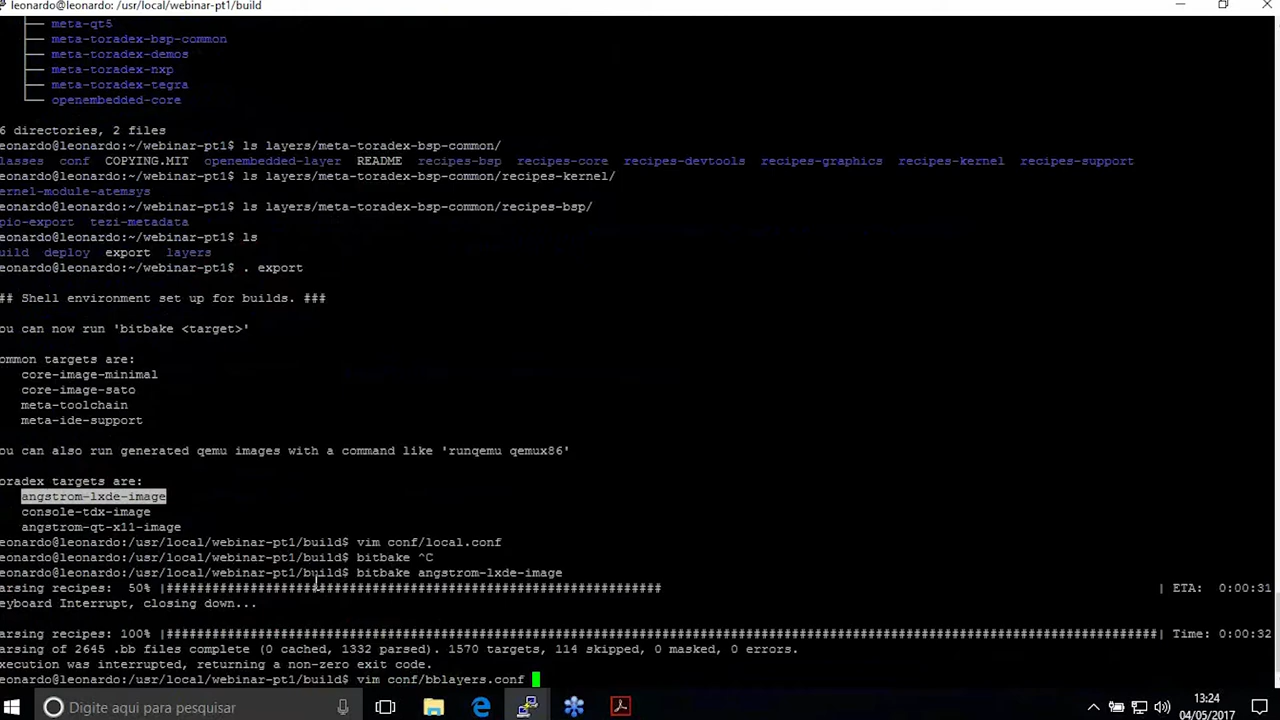 leonardo@leonardo: /usr/local/webinar-pt1/build
├── meta-qt5
├── meta-toradex-bsp-common
├── meta-toradex-demos
├── meta-toradex-nxp
├── meta-toradex-tegra
└── openembedded-core
6 directories, 2 files
eonardo@leonardo:~/webinar-pt1$ ls layers/meta-toradex-bsp-common/
lasses  conf  COPYING.MIT  openembedded-layer  README  recipes-bsp  recipes-core  recipes-devtools  recipes-graphics  recipes-kernel  recipes-support
eonardo@leonardo:~/webinar-pt1$ ls layers/meta-toradex-bsp-common/recipes-kernel/
ernel-module-atemsys
eonardo@leonardo:~/webinar-pt1$ ls layers/meta-toradex-bsp-common/recipes-bsp/
pio-export  tezi-metadata
eonardo@leonardo:~/webinar-pt1$ ls
uild  deploy  export  layers
eonardo@leonardo:~/webinar-pt1$ . export
## Shell environment set up for builds. ###
ou can now run 'bitbake <target>'
ommon targets are:
core-image-minimal
core-image-sato
meta-toolchain
meta-ide-support
ou can also run generated qemu images with a command like 'runqemu qemux86'
oradex targets are:
angstrom-lxde-image
console-tdx-image
angstrom-qt-x11-image
eonardo@leonardo:/usr/local/webinar-pt1/build$ vim conf/local.conf
eonardo@leonardo:/usr/local/webinar-pt1/build$ bitbake ^C
eonardo@leonardo:/usr/local/webinar-pt1/build$ bitbake angstrom-lxde-image
arsing recipes:  50% |################################################################# | ETA:  0:00:31
eyboard Interrupt, closing down...
arsing recipes: 100% |##################################################################################################################################| Time: 0:00:32
arsing of 2645 .bb files complete (0 cached, 1332 parsed). 1570 targets, 114 skipped, 0 masked, 0 errors.
xecution was interrupted, returning a non-zero exit code.
eonardo@leonardo:/usr/local/webinar-pt1/build$ vim conf/bblayers.conf
Digite aqui para pesquisar
13:24
04/05/2017